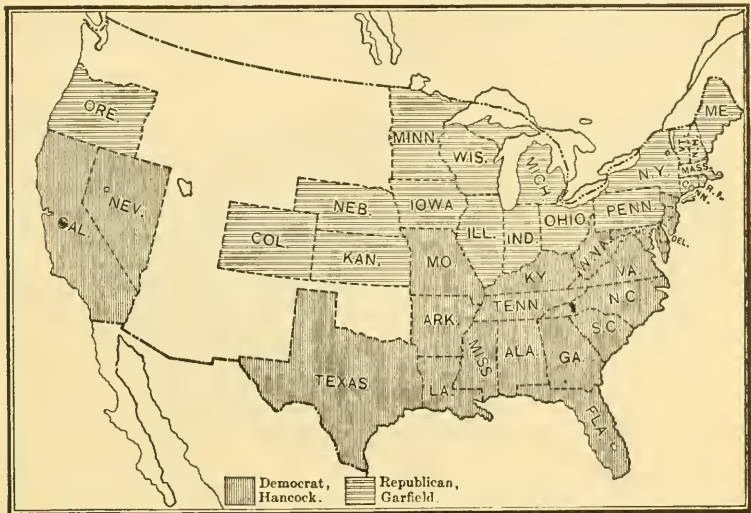 ORE.
NEV.
CAL.
COL.
NEB.
KAN.
MINN.
WIS.
IOWA
MICH
ILL.
IND.
OHIO.
MO.
ARK.
LA.
TEXAS
MISS
ALA.
TENN.
KY
W.VA.
VA.
N.C.
S.C.
GA.
FLA
PENN.
N.Y.
VT.
N.H.
ME.
MASS.
CONN.
R.I.
DEL.
Democrat,
Hancock.
Republican,
Garfield.